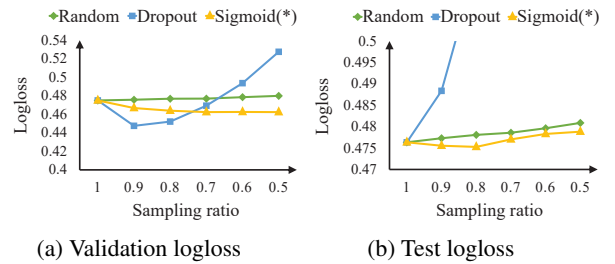 Random Dropout Sigmoid(*)
Logloss
0.54
0.52
0.5
0.48
0.46
0.44
0.42
0.4
1 0.9 0.8 0.7 0.6 0.5
Sampling ratio
(a) Validation logloss
Random Dropout Sigmoid(*)
Logloss
0.5
0.495
0.49
0.485
0.48
0.475
0.47
1 0.9 0.8 0.7 0.6 0.5
Sampling ratio
(b) Test logloss